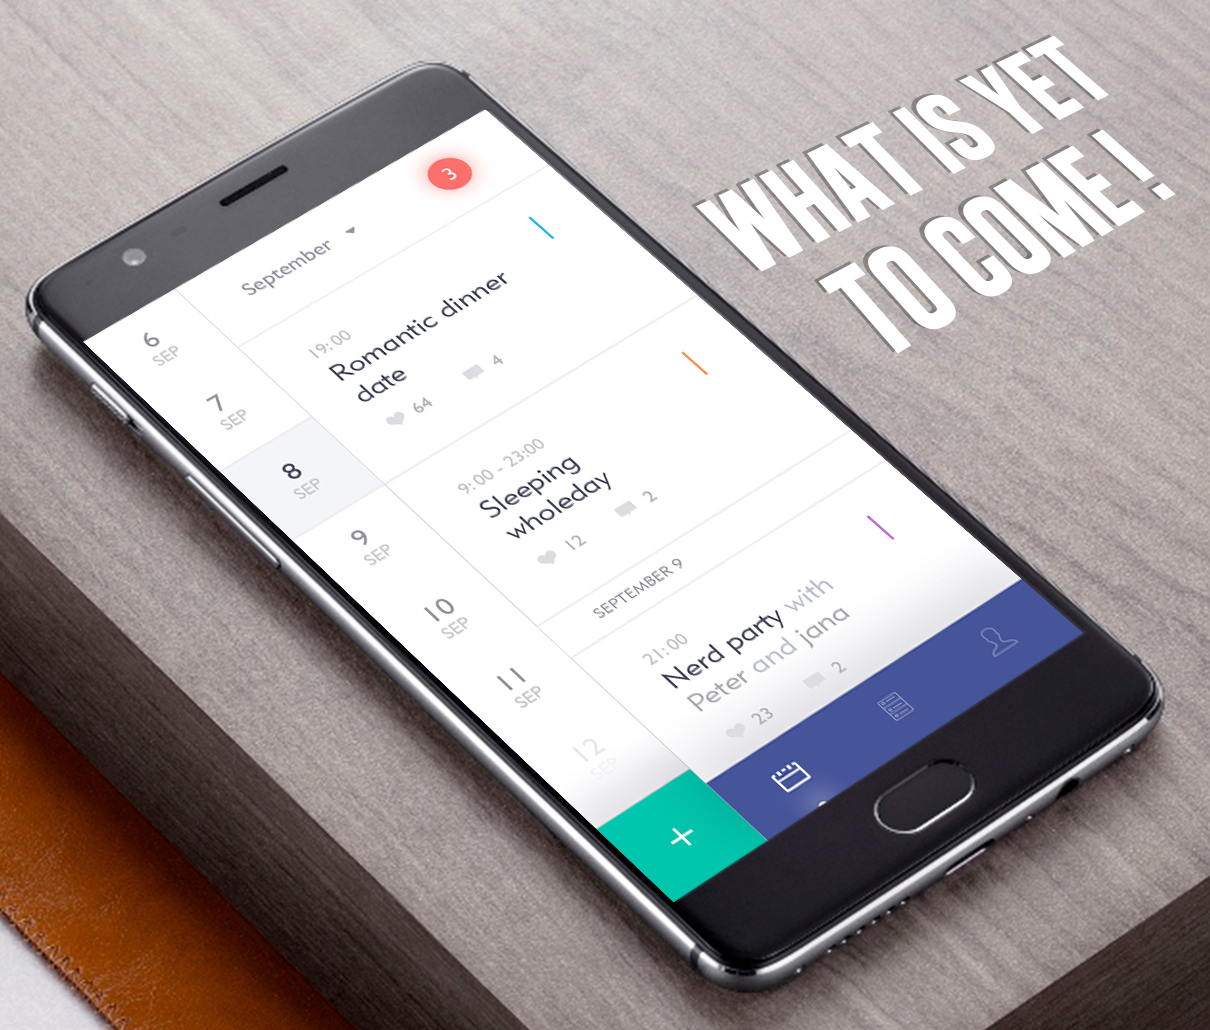 WHAT IS YET
TO COME!
3
September
6
SEP
7
SEP
8
SEP
9
SEP
10
SEP
11
SEP
12
SEP
19:00
Romantic dinner
date
64
4
9:00 - 23:00
Sleeping
wholeday
12
2
SEPTEMBER 9
21:00
Nerd party with
Peter and jana
23
2
+